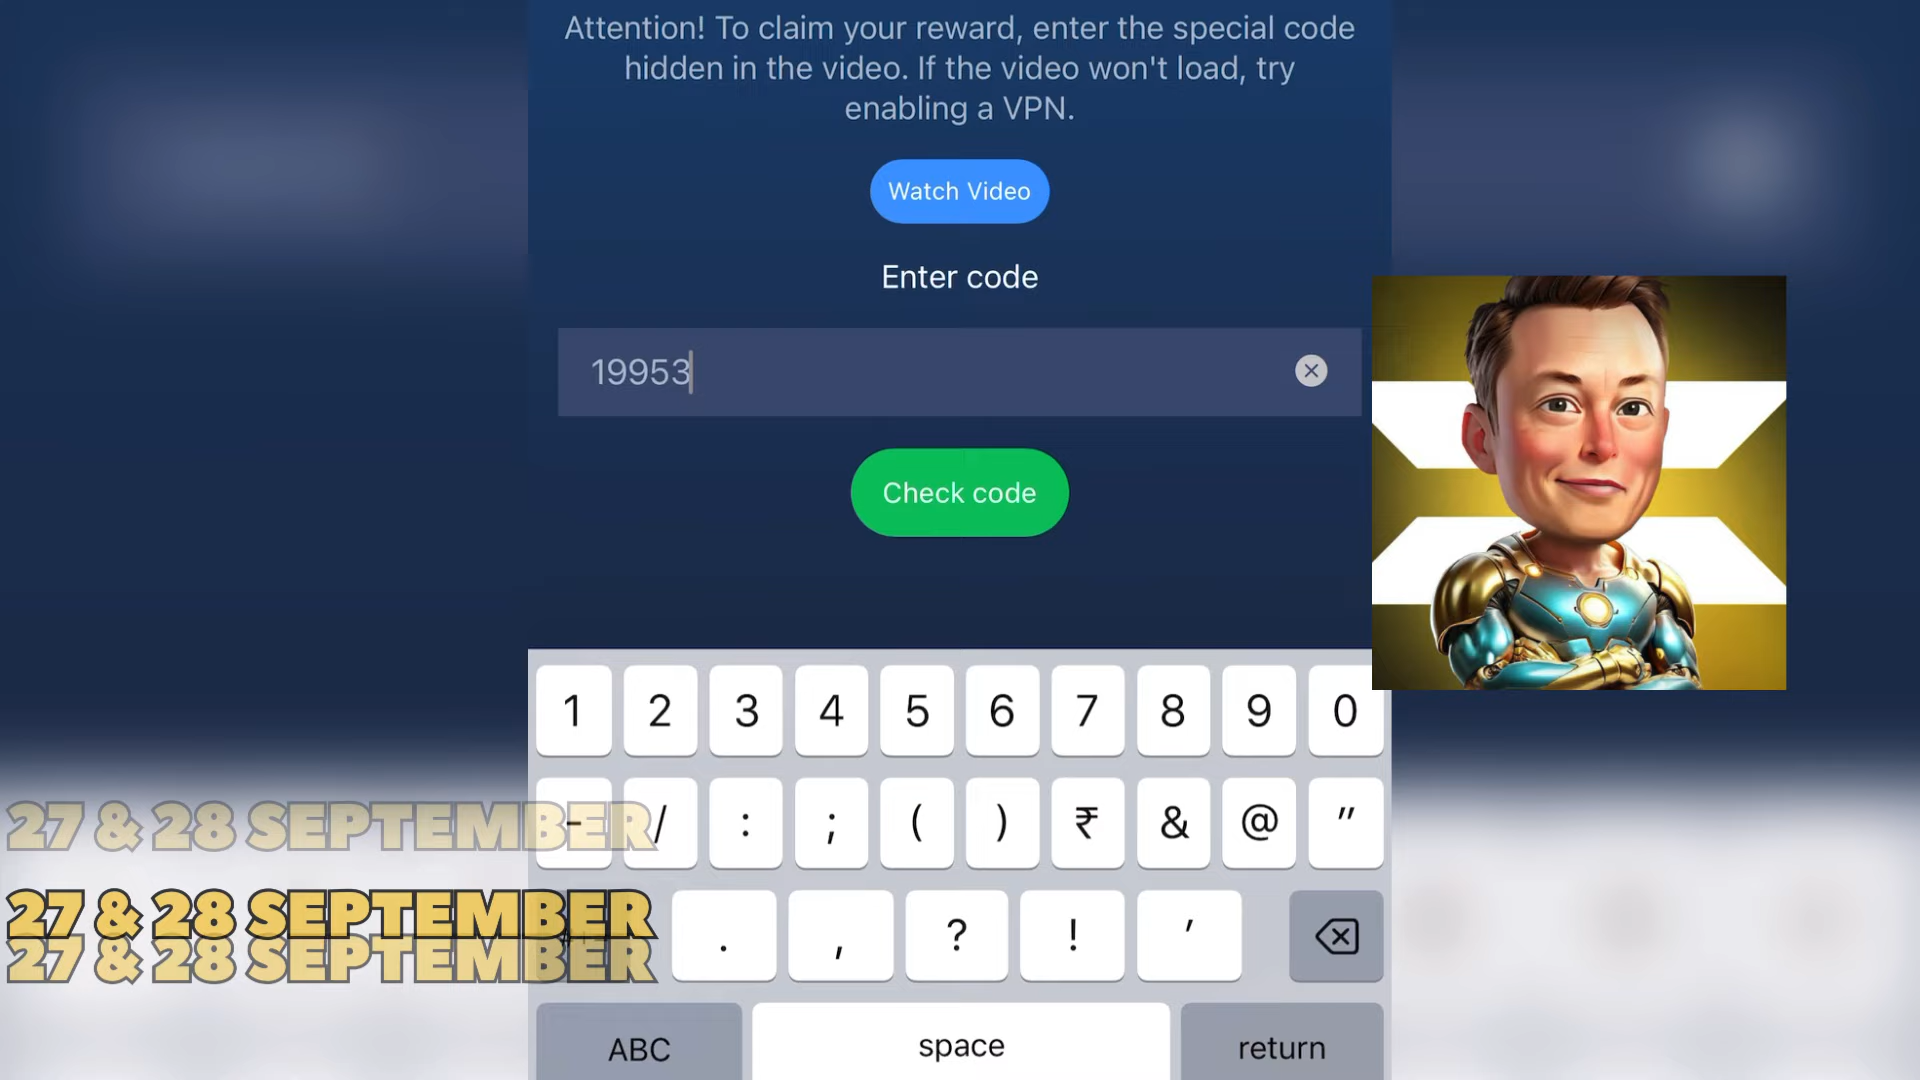 Attention! To claim your reward, enter the special code
hidden in the video. If the video won't load, try
enabling a VPN.
Watch Video
Enter code
19953
Check code
1 2 3 4 5 6 7 8 9 0
- / : ; ( ) ₹ & @ "
27 & 28 SEPTEMBER
27 & 28 SEPTEMBER
27 & 28 SEPTEMBER
. , ? ! '
ABC space return